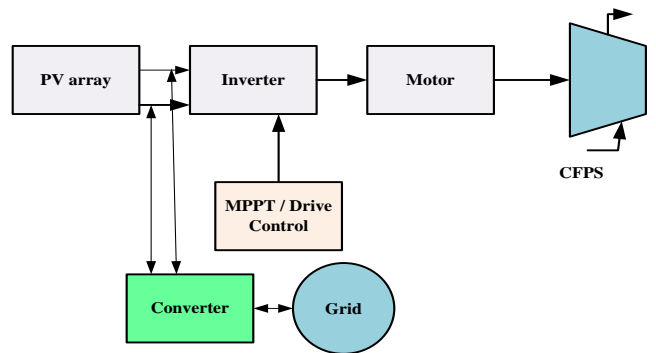 PV array
Inverter
Motor
CFPS
MPPT / Drive
Control
Converter
Grid